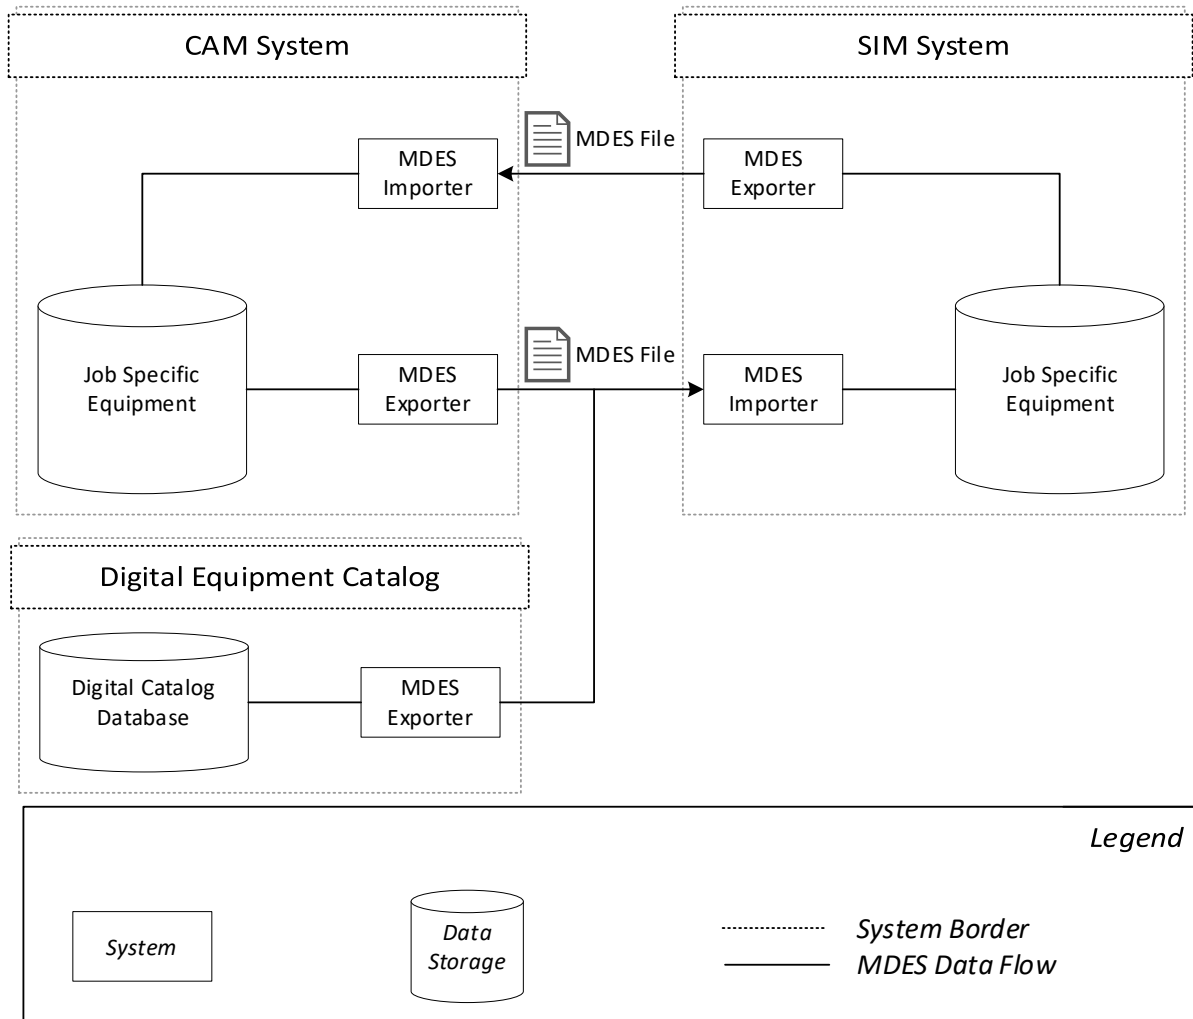 CAM System
SIM System
MDES File
MDES
Importer
MDES
Exporter
Job Specific
Equipment
MDES File
MDES
Exporter
MDES
Importer
Job Specific
Equipment
Digital Equipment Catalog
Digital Catalog
Database
MDES
Exporter
Legend
System
Data
Storage
System Border
MDES Data Flow